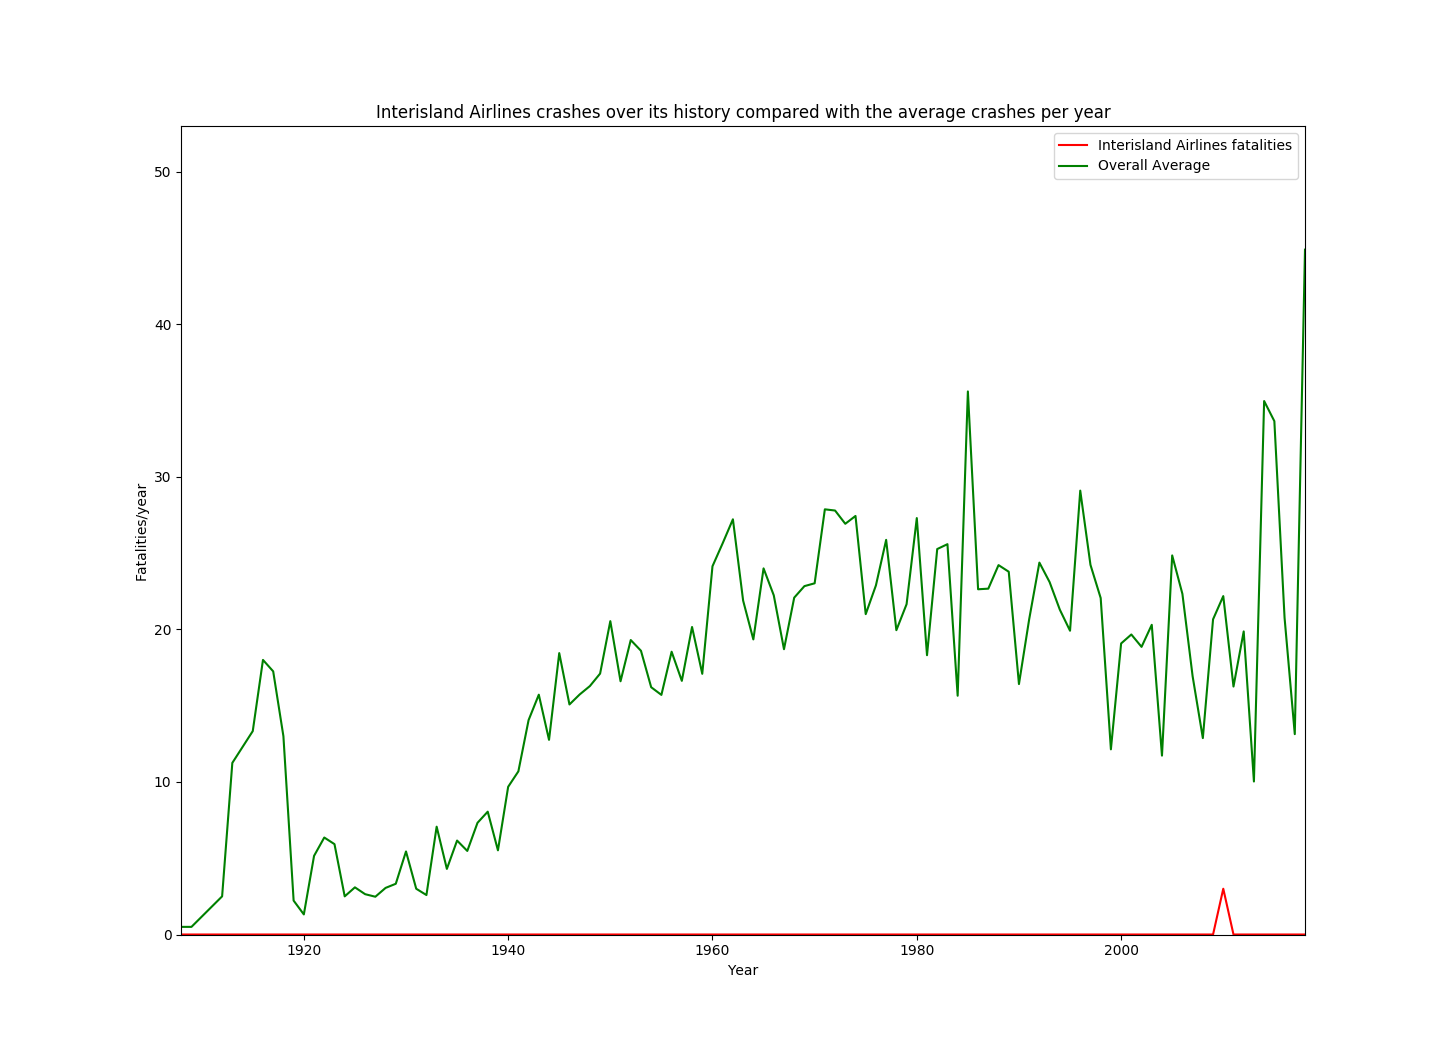 Interisland Airlines crashes over its history compared with the average crashes per year
Interisland Airlines fatalities
Overall Average
50
40
30
20
10
0
Fatalities/year
1920 1940 1960 1980 2000
Year